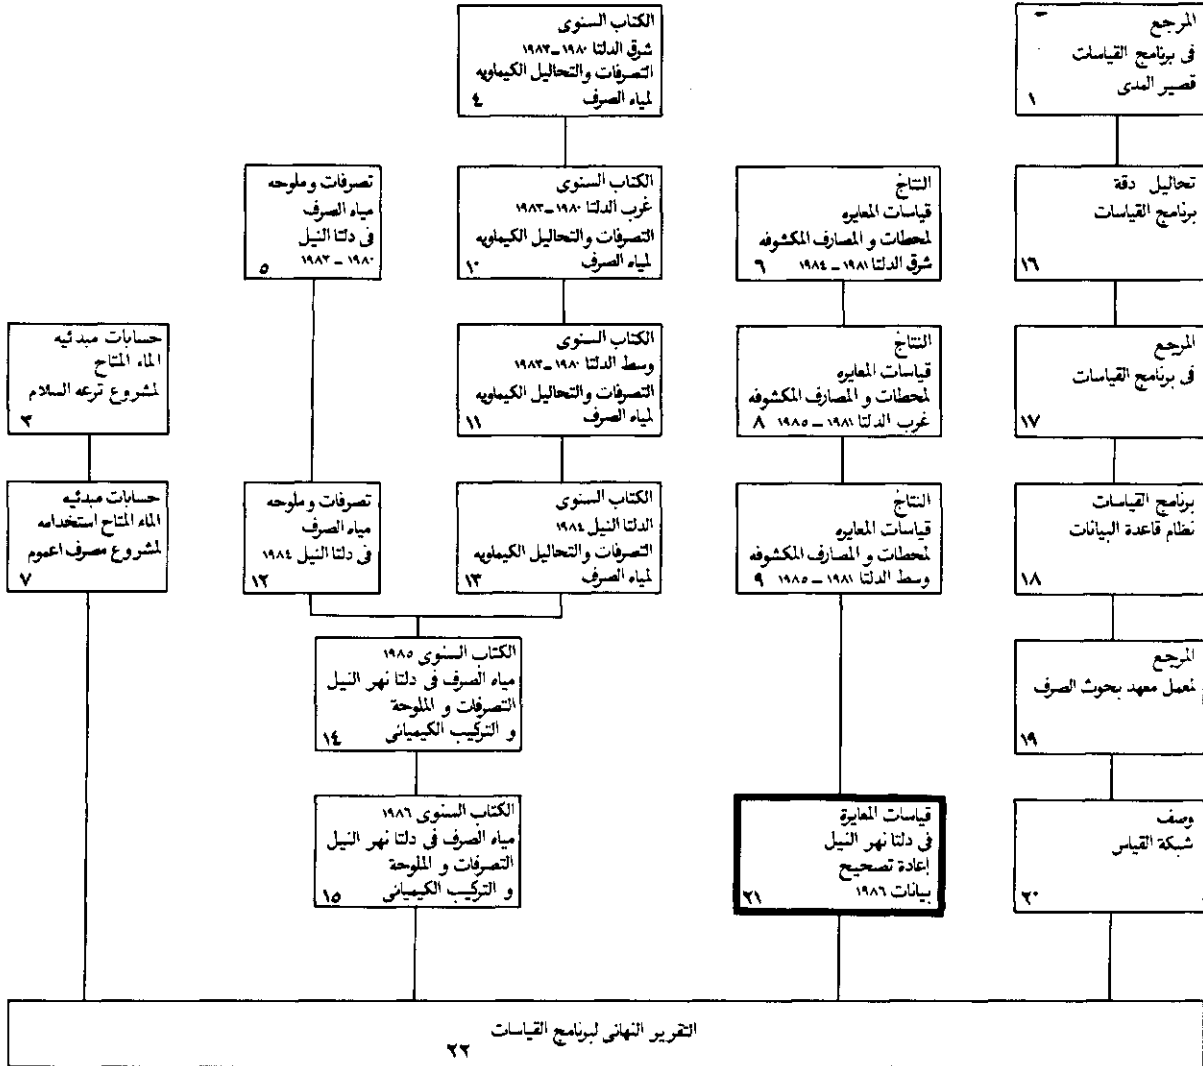 المرجع
فى برنامج القياسات
قصير المدى
١
تحاليل دقة
برنامج القياسات
١٦
المرجع
فى برنامج القياسات
١٧
برنامج القياسات
نظام قاعدة البيانات
١٨
المرجع
لمعمل معهد بحوث الصرف
١٩
وصف
شبكة القياس
٢٠
النتائج
قياسات المعايره
لمحطات و المصارف المكشوفه
شرق الدلتا ١٩٨١ – ١٩٨٤
٦
النتائج
قياسات المعايره
لمحطات و المصارف المكشوفه
غرب الدلتا ١٩٨١ – ١٩٨٥
٨
النتائج
قياسات المعايره
لمحطات و المصارف المكشوفه
وسط الدلتا ١٩٨١ – ١٩٨٥
٩
قياسات المعايرة
فى دلتا نهر النيل
إعادة تصحيح
بيانات ١٩٨٦
٢١
الكتاب السنوى
شرق الدلتا ١٩٨٠–١٩٨٣
التصرفات والتحاليل الكيماويه
لمياه الصرف
٤
الكتاب السنوى
غرب الدلتا ١٩٨٠–١٩٨٣
التصرفات والتحاليل الكيماويه
لمياه الصرف
١٠
الكتاب السنوى
وسط الدلتا ١٩٨٠–١٩٨٣
التصرفات والتحاليل الكيماويه
لمياه الصرف
١١
الكتاب السنوى
الدلتا النيل ١٩٨٤
التصرفات والتحاليل الكيماويه
لمياه الصرف
١٣
تصرفات وملوحه
مياه الصرف
فى دلتا النيل
١٩٨٠ – ١٩٨٣
٥
تصرفات وملوحه
مياه الصرف
فى دلتا النيل ١٩٨٤
١٢
الكتاب السنوى ١٩٨٥
مياه الصرف فى دلتا نهر النيل
التصرفات و الملوحة
و التركيب الكيميائى
١٤
الكتاب السنوى ١٩٨٦
مياه الصرف فى دلتا نهر النيل
التصرفات و الملوحة
و التركيب الكيميائى
١٥
حسابات مبدئيه
الماء المتاح
لمشروع ترعه السلام
٣
حسابات مبدئيه
الماء المتاح استخدامه
لمشروع مصرف اعموم
٧
التقرير النهائى لبرنامج القياسات
٢٢